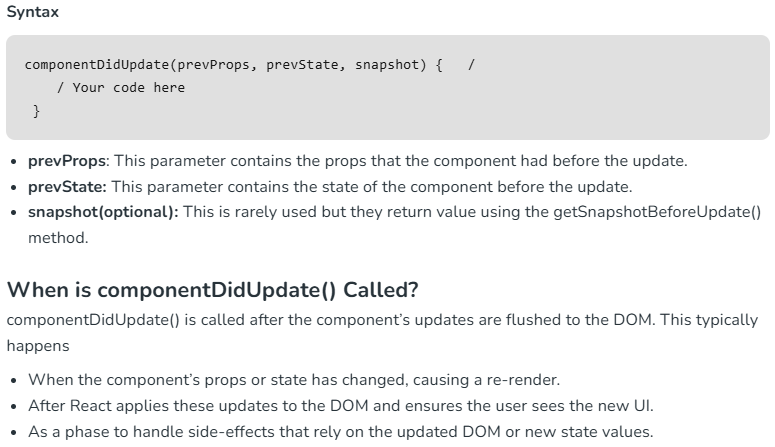 Syntax
componentDidUpdate(prevProps, prevState, snapshot) {   /
/ Your code here
}
• prevProps: This parameter contains the props that the component had before the update.
• prevState: This parameter contains the state of the component before the update.
• snapshot(optional): This is rarely used but they return value using the getSnapshotBeforeUpdate()
method.
When is componentDidUpdate() Called?
componentDidUpdate() is called after the component’s updates are flushed to the DOM. This typically
happens
• When the component’s props or state has changed, causing a re-render.
• After React applies these updates to the DOM and ensures the user sees the new UI.
• As a phase to handle side-effects that rely on the updated DOM or new state values.